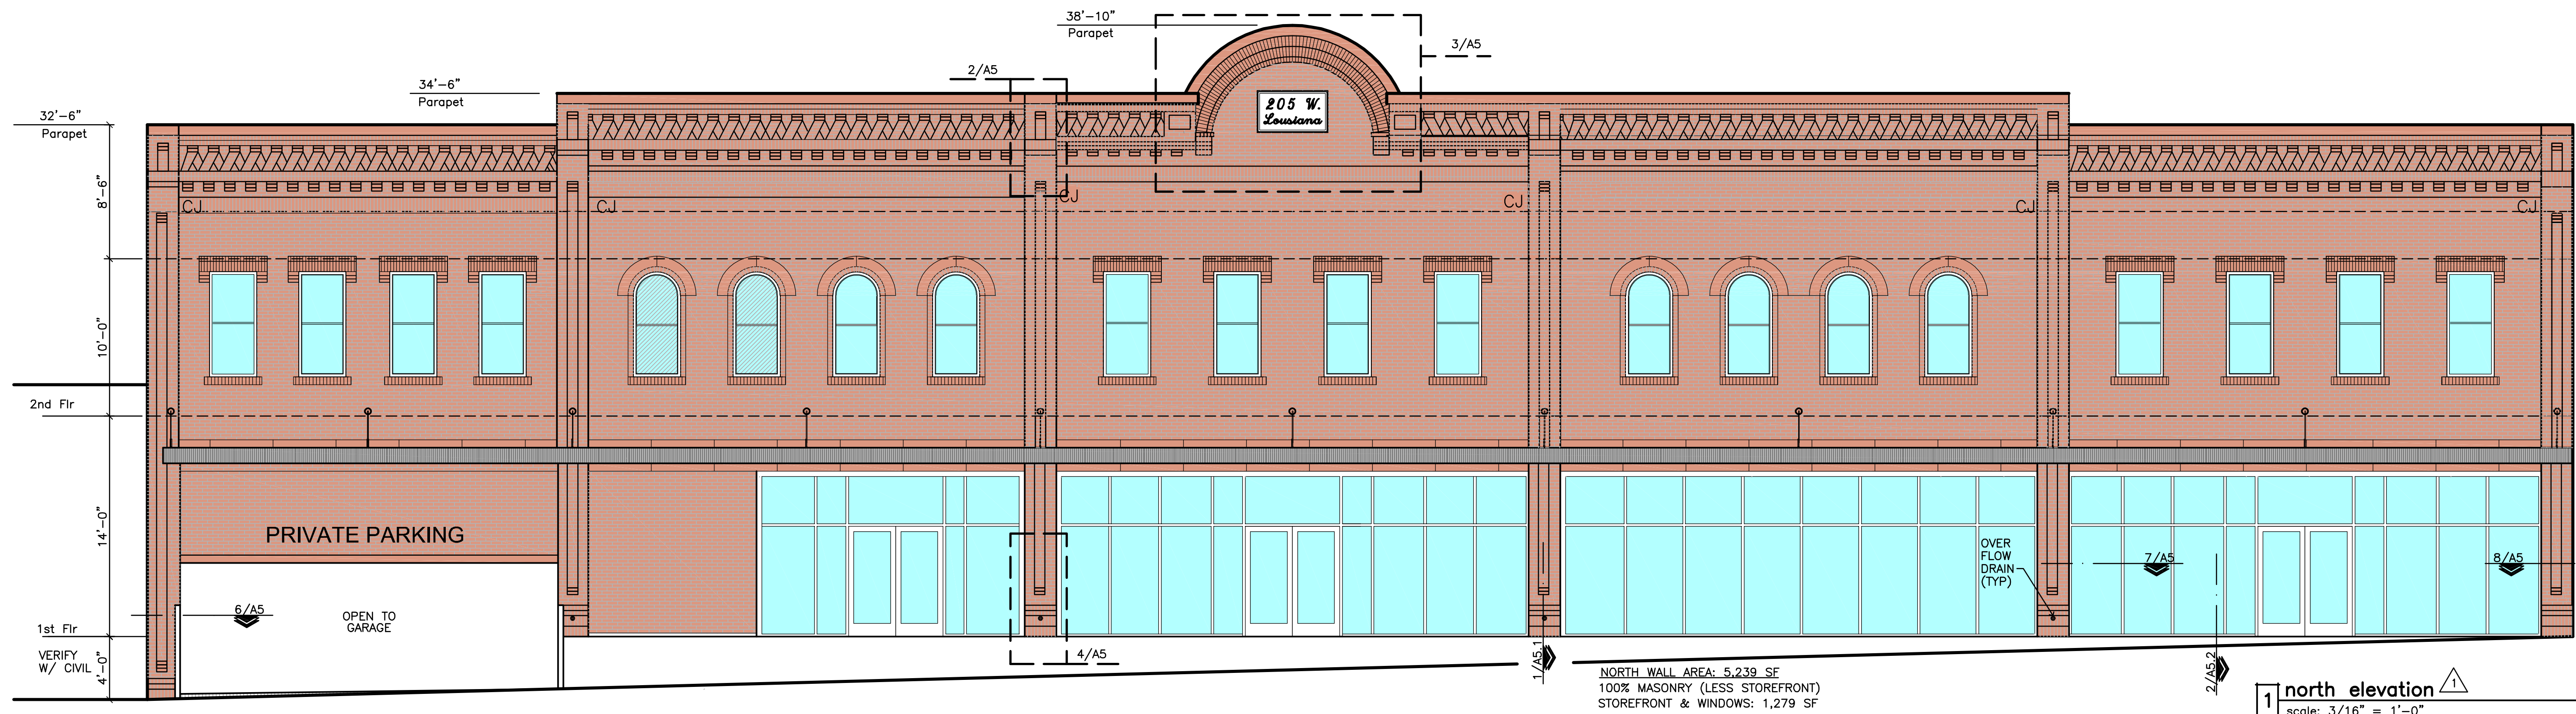 38'-10"
Parapet
3/A5
2/A5
34'-6"
Parapet
32'-6"
Parapet
205 W.
Lousiana
8'-6"
CJ
CJ
CJ
CJ
CJ
CJ
10'-0"
2nd Flr
14'-0"
PRIVATE PARKING
OVER
FLOW
DRAIN
(TYP)
7/A5
8/A5
6/A5
OPEN TO
GARAGE
1st Flr
VERIFY
W/ CIVIL
4'-0"
4/A5
1/A5.1
2/A5.2
NORTH WALL AREA: 5,239 SF
100% MASONRY (LESS STOREFRONT)
STOREFRONT & WINDOWS: 1,279 SF
1 north elevation 1
scale: 3/16" = 1'-0"